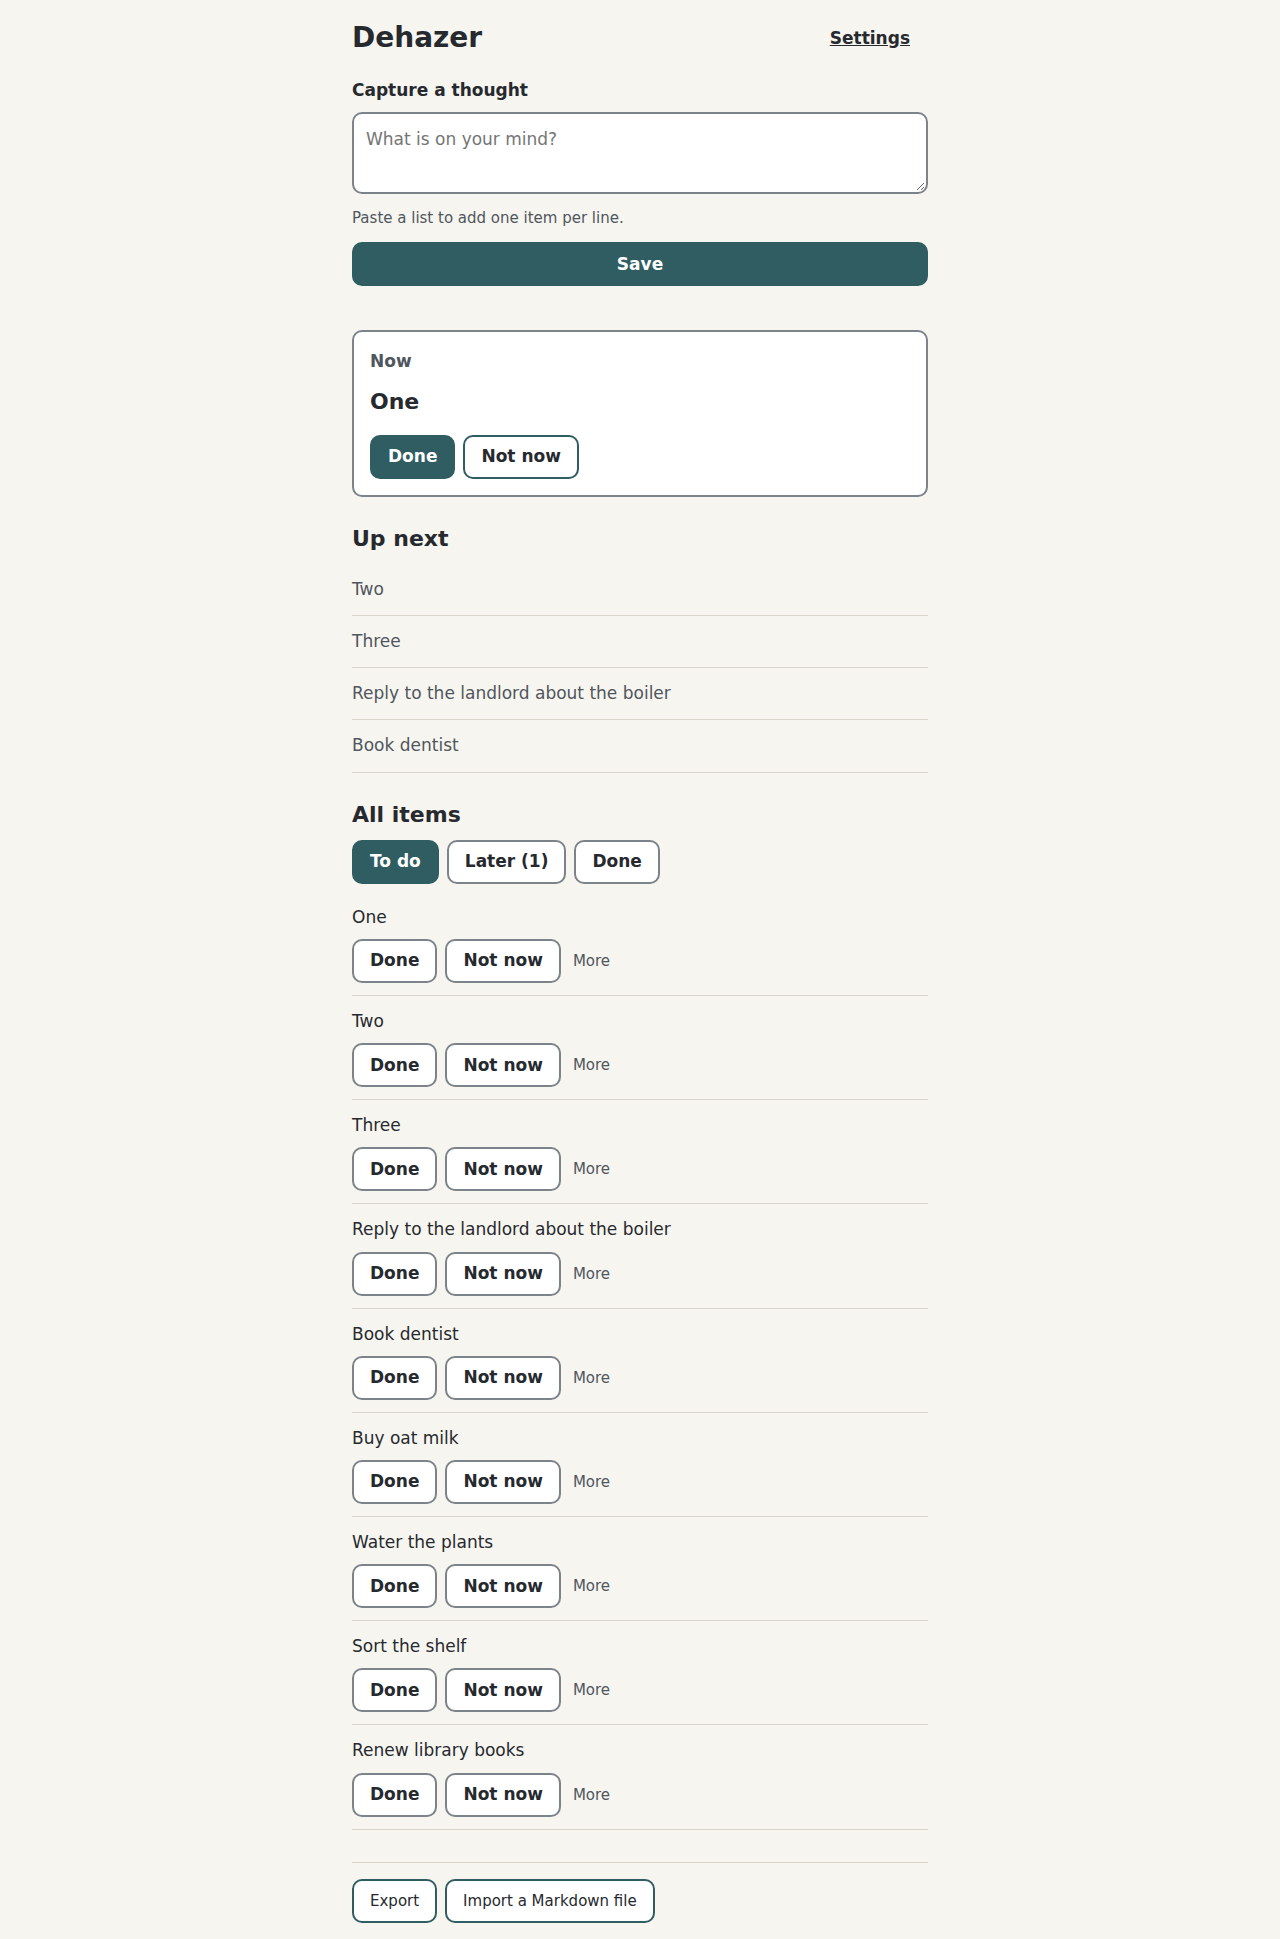 Dehazer
Settings
Capture a thought
What is on your mind?
Paste a list to add one item per line.
Save
Now
One
Done
Not now
Up next
Two
Three
Reply to the landlord about the boiler
Book dentist
All items
To do
Later (1)
Done
One
Done
Not now
More
Two
Done
Not now
More
Three
Done
Not now
More
Reply to the landlord about the boiler
Done
Not now
More
Book dentist
Done
Not now
More
Buy oat milk
Done
Not now
More
Water the plants
Done
Not now
More
Sort the shelf
Done
Not now
More
Renew library books
Done
Not now
More
Export
Import a Markdown file